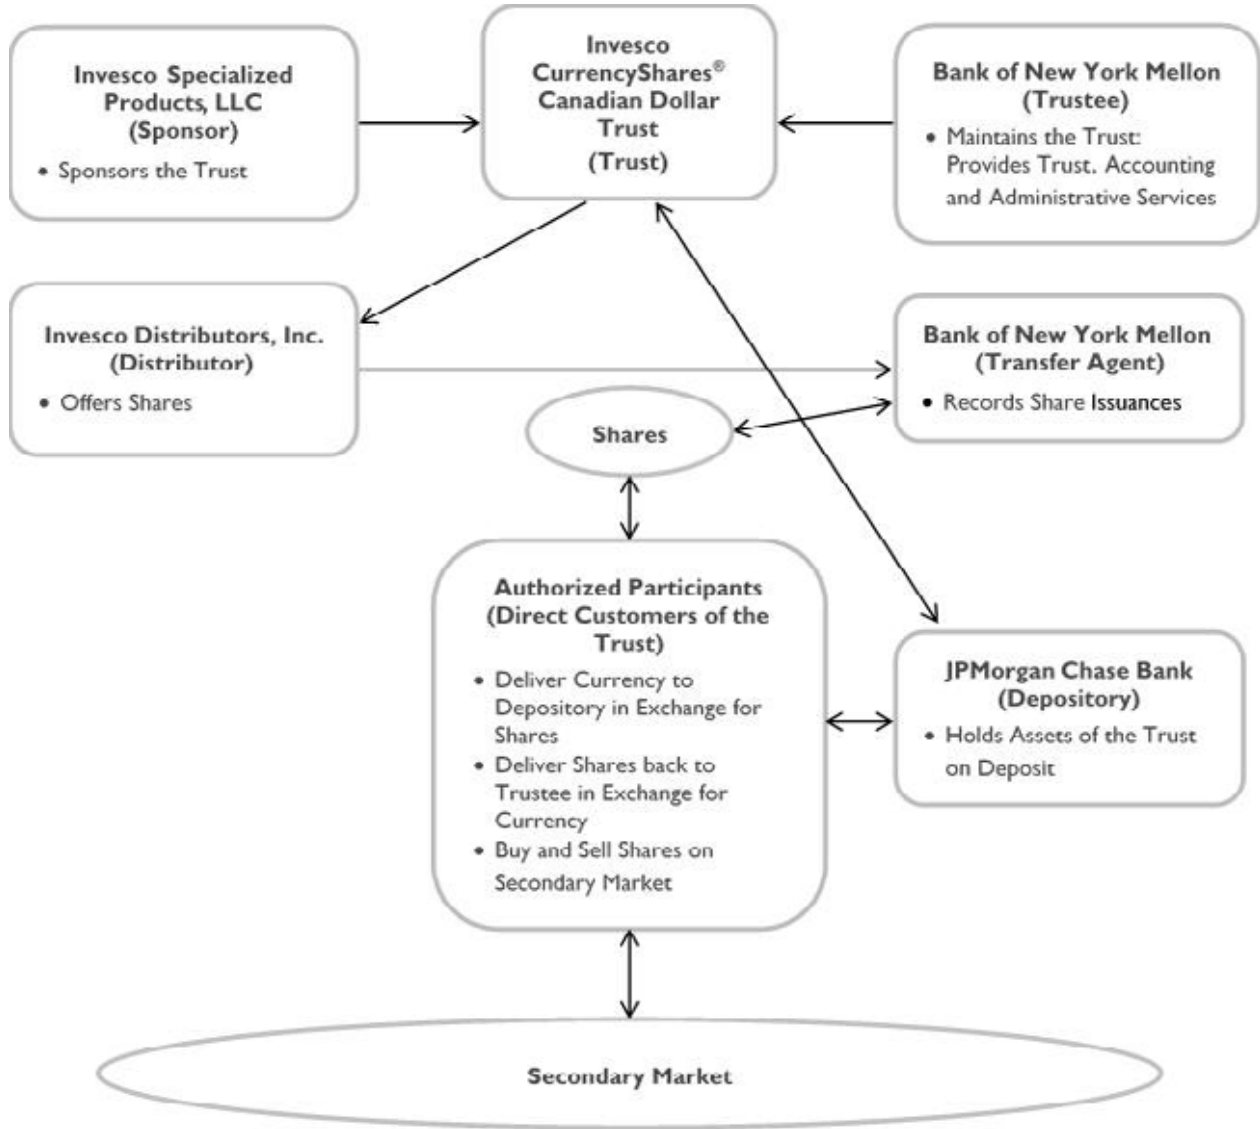 Invesco Specialized
Products, LLC
(Sponsor)
• Sponsors the Trust
Invesco
CurrencyShares®
Canadian Dollar
Trust
(Trust)
Bank of New York Mellon
(Trustee)
• Maintains the Trust:
Provides Trust, Accounting
and Administrative Services
Invesco Distributors, Inc.
(Distributor)
• Offers Shares
Bank of New York Mellon
(Transfer Agent)
• Records Share Issuances
Shares
Authorized Participants
(Direct Customers of the
Trust)
• Deliver Currency to
Depository in Exchange for
Shares
• Deliver Shares back to
Trustee in Exchange for
Currency
• Buy and Sell Shares on
Secondary Market
JPMorgan Chase Bank
(Depository)
• Holds Assets of the Trust
on Deposit
Secondary Market